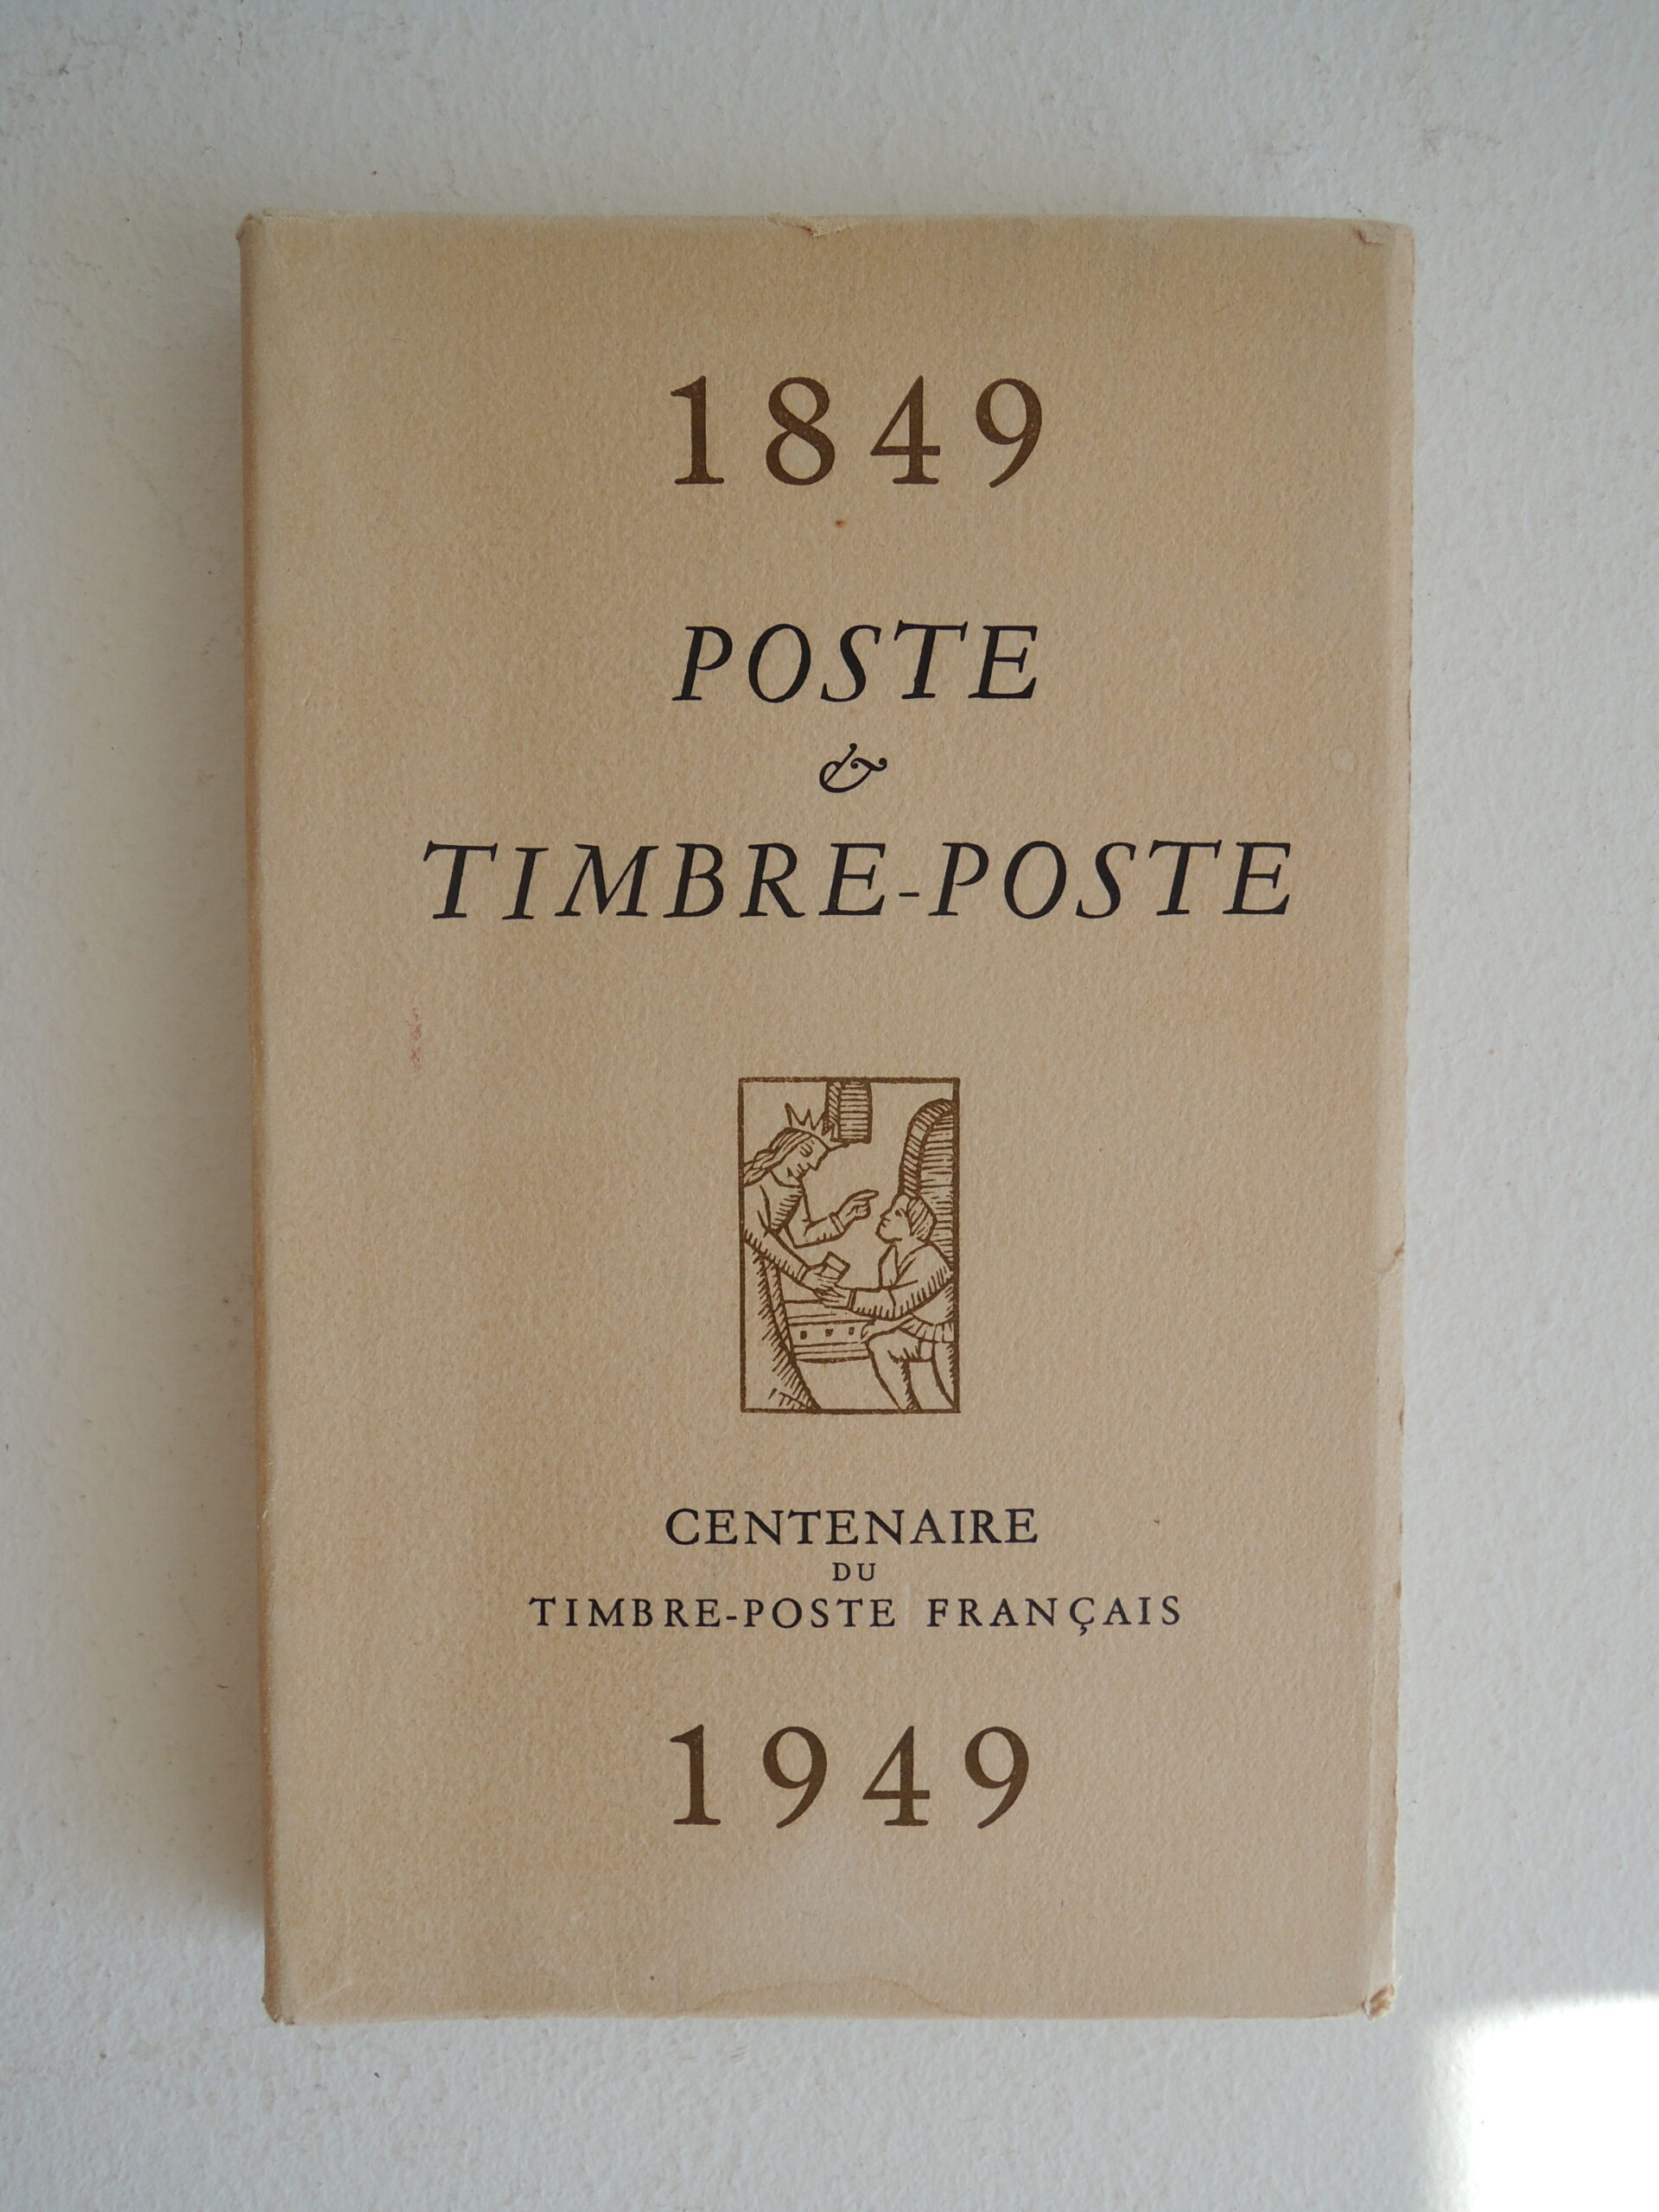 1849
POSTE
&
TIMBRE-POSTE
CENTENAIRE
DU
TIMBRE-POSTE FRANÇAIS
1949